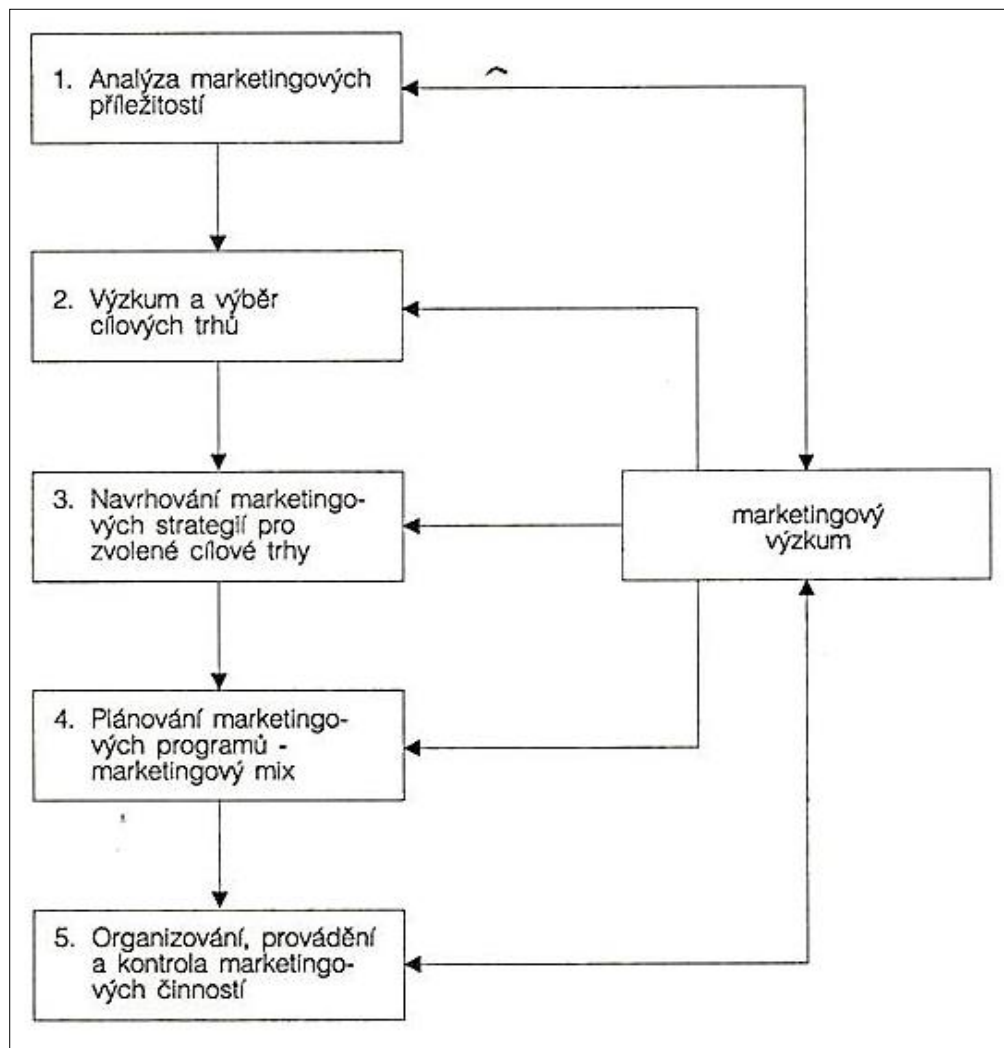 1. Analýza marketingových
příležitostí
2. Výzkum a výběr
cílových trhů
3. Navrhování marketingo-
vých strategií pro
zvolené cílové trhy
marketingový
výzkum
4. Plánování marketingo-
vých programů -
marketingový mix
5. Organizování, provádění
a kontrola marketingo-
vých činností